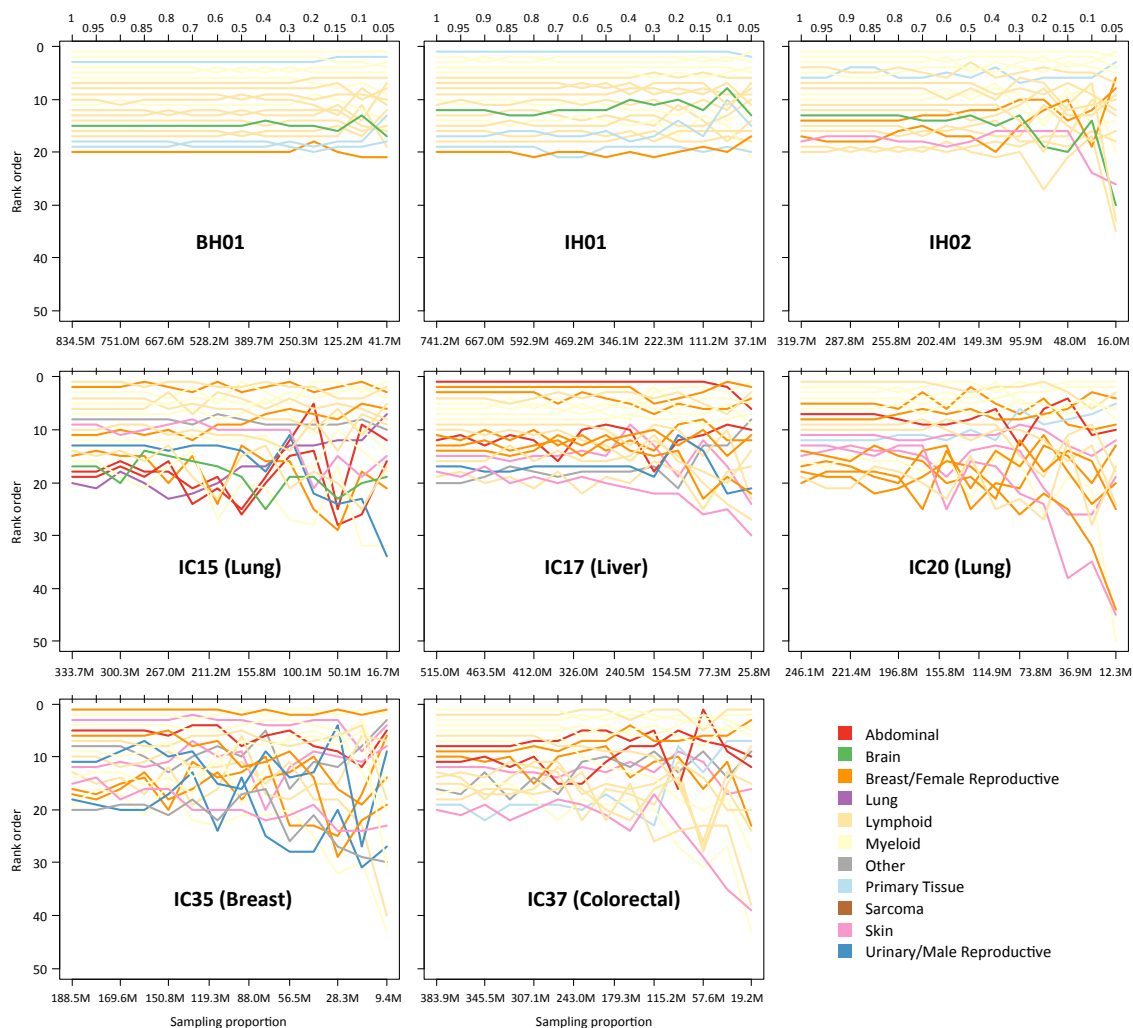 1 0.9 0.8 0.7 0.6 0.4 0.2 0.1
0.95 0.85 0.75 0.5 0.3 0.15 0.05
1 0.9 0.8 0.7 0.6 0.4 0.2 0.1
0.95 0.85 0.75 0.5 0.3 0.15 0.05
1 0.9 0.8 0.7 0.6 0.4 0.2 0.1
0.95 0.85 0.75 0.5 0.3 0.15 0.05
0
10
20
30
40
50
Rank order
BH01
IH01
IH02
834.5M 751.0M 667.6M 528.2M 389.7M 250.3M 125.2M 41.7M
741.2M 667.0M 592.9M 469.2M 346.1M 222.3M 111.2M 37.1M
319.7M 287.8M 255.8M 202.4M 149.3M 95.9M 48.0M 16.0M
0
10
20
30
40
50
Rank order
IC15 (Lung)
IC17 (Liver)
IC20 (Lung)
333.7M 300.3M 267.0M 211.2M 155.8M 100.1M 50.1M 16.7M
515.0M 463.5M 412.0M 326.0M 240.5M 154.5M 77.3M 25.8M
246.1M 221.4M 196.8M 155.8M 114.9M 73.8M 36.9M 12.3M
0
10
20
30
40
50
Rank order
IC35 (Breast)
IC37 (Colorectal)
188.5M 169.6M 150.8M 119.3M 88.0M 56.5M 28.3M 9.4M
383.9M 345.5M 307.1M 243.0M 179.3M 115.2M 57.6M 19.2M
Sampling proportion
Sampling proportion
Abdominal
Brain
Breast/Female Reproductive
Lung
Lymphoid
Myeloid
Other
Primary Tissue
Sarcoma
Skin
Urinary/Male Reproductive